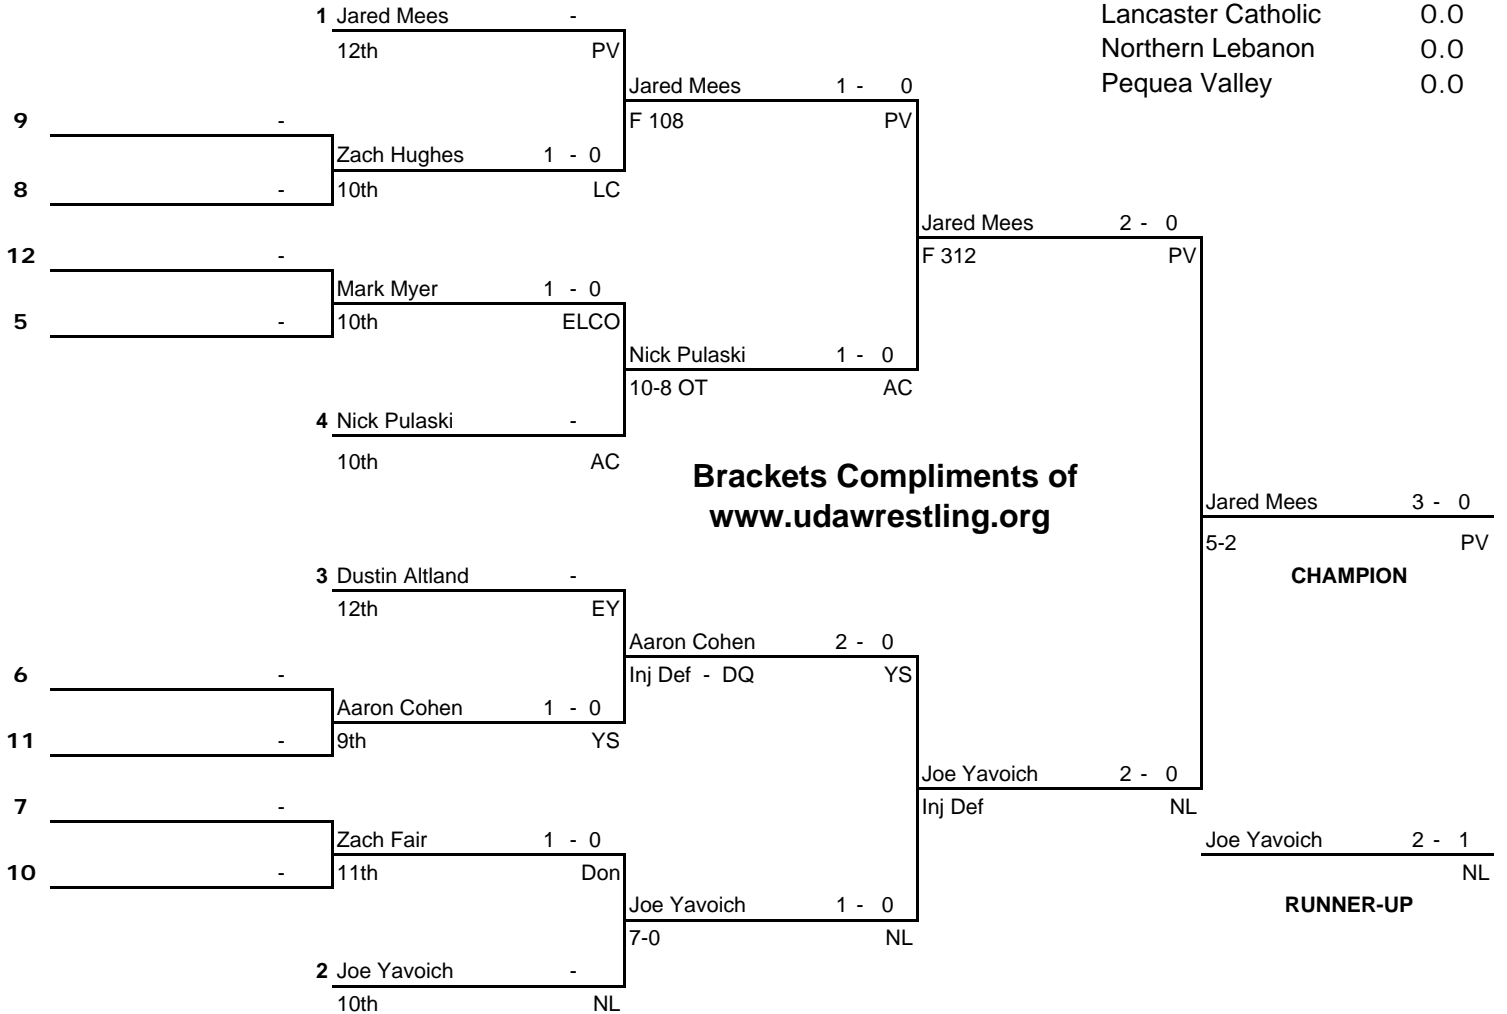 1 Jared Mees -
Lancaster Catholic 0.0
12th PV
Northern Lebanon 0.0
Jared Mees 1 - 0
Pequea Valley 0.0
9 -
F 108 PV
Zach Hughes 1 - 0
8 -
10th LC
Jared Mees 2 - 0
12 -
F 312 PV
Mark Myer 1 - 0
5 -
10th ELCO
Nick Pulaski 1 - 0
10-8 OT AC
4 Nick Pulaski -
10th AC
Brackets Compliments of
www.udawrestling.org
Jared Mees 3 - 0
5-2 PV
CHAMPION
3 Dustin Altland -
12th EY
Aaron Cohen 2 - 0
6 -
Inj Def - DQ YS
Aaron Cohen 1 - 0
11 -
9th YS
Joe Yavoich 2 - 0
7 -
Inj Def NL
Zach Fair 1 - 0
Joe Yavoich 2 - 1
10 -
11th Don
NL
Joe Yavoich 1 - 0
RUNNER-UP
7-0 NL
2 Joe Yavoich -
10th NL